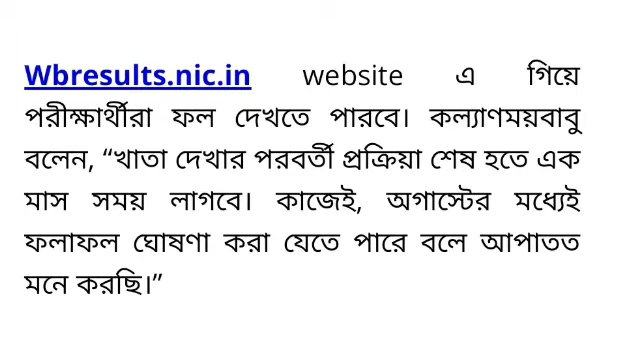 Wbresults.nic.in website এ গিয়ে
পরীক্ষার্থীরা ফল দেখতে পারবে। কল্যাণময়বাবু
বলেন, “খাতা দেখার পরবর্তী প্রক্রিয়া শেষ হতে এক
মাস সময় লাগবে। কাজেই, অগাস্টের মধ্যেই
ফলাফল ঘোষণা করা যেতে পারে বলে আপাতত
মনে করছি।”